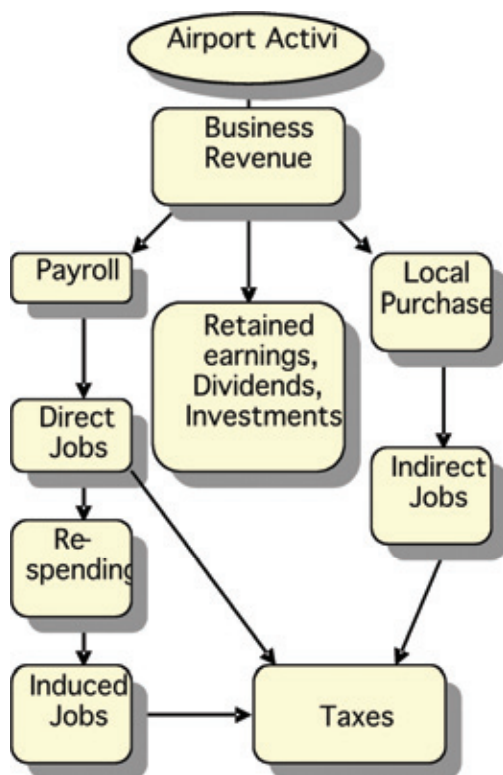 Airport Activi
Business
Revenue
Payroll
Local
Purchase
Retained
earnings,
Dividends,
Investments
Direct
Jobs
Indirect
Jobs
Re-
spending
Induced
Jobs
Taxes